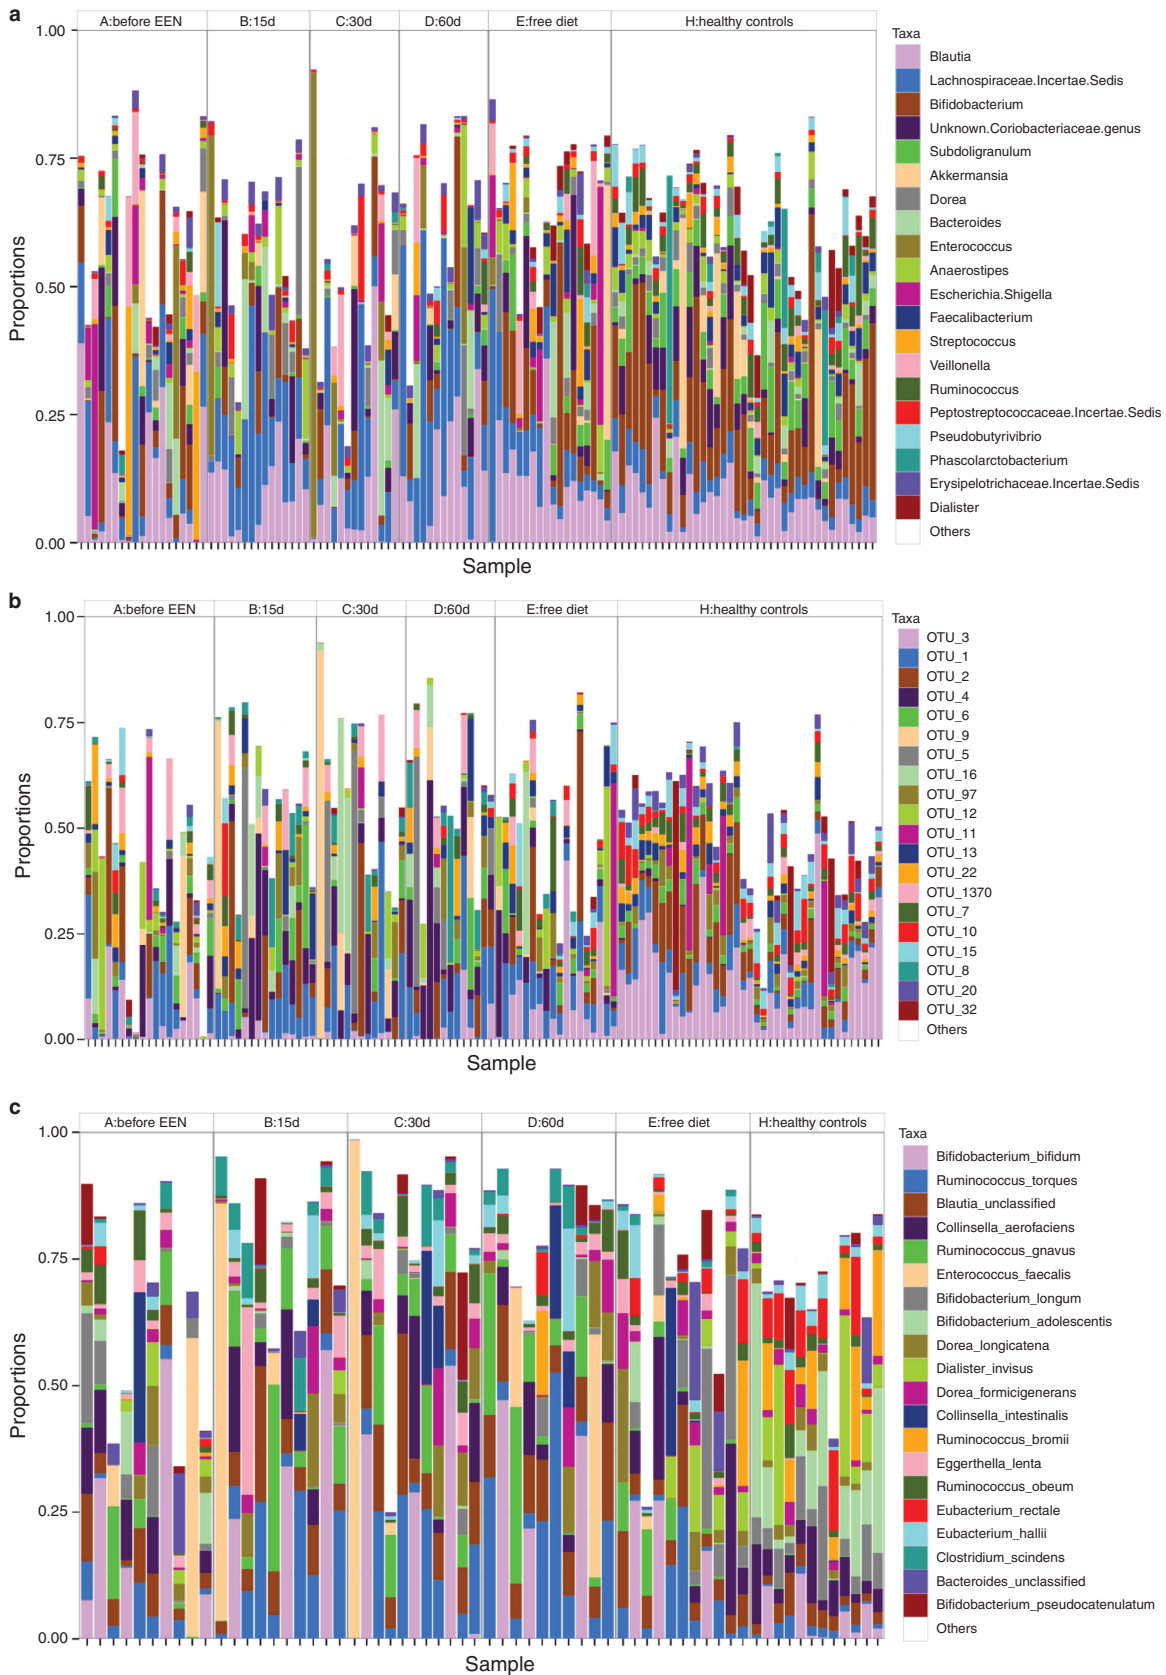 a
A:before EEN
B:15d
C:30d
D:60d
E:free diet
H:healthy controls
1.00
0.75
0.50
0.25
0.00
Proportions
Sample
Taxa
Blautia
Lachnospiraceae.Incertae.Sedis
Bifidobacterium
Unknown.Coriobacteriaceae.genus
Subdoligranulum
Akkermansia
Dorea
Bacteroides
Enterococcus
Anaerostipes
Escherichia.Shigella
Faecalibacterium
Streptococcus
Veillonella
Ruminococcus
Peptostreptococcaceae.Incertae.Sedis
Pseudobutyrivibrio
Phascolarctobacterium
Erysipelotrichaceae.Incertae.Sedis
Dialister
Others
b
A:before EEN
B:15d
C:30d
D:60d
E:free diet
H:healthy controls
1.00
0.75
0.50
0.25
0.00
Proportions
Sample
Taxa
OTU_3
OTU_1
OTU_2
OTU_4
OTU_6
OTU_9
OTU_5
OTU_16
OTU_97
OTU_12
OTU_11
OTU_13
OTU_22
OTU_1370
OTU_7
OTU_10
OTU_15
OTU_8
OTU_20
OTU_32
Others
c
A:before EEN
B:15d
C:30d
D:60d
E:free diet
H:healthy controls
1.00
0.75
0.50
0.25
0.00
Proportions
Sample
Taxa
Bifidobacterium_bifidum
Ruminococcus_torques
Blautia_unclassified
Collinsella_aerofaciens
Ruminococcus_gnavus
Enterococcus_faecalis
Bifidobacterium_longum
Bifidobacterium_adolescentis
Dorea_longicatena
Dialister_invisus
Dorea_formicigenerans
Collinsella_intestinalis
Ruminococcus_bromii
Eggerthella_lenta
Ruminococcus_obeum
Eubacterium_rectale
Eubacterium_hallii
Clostridium_scindens
Bacteroides_unclassified
Bifidobacterium_pseudocatenulatum
Others